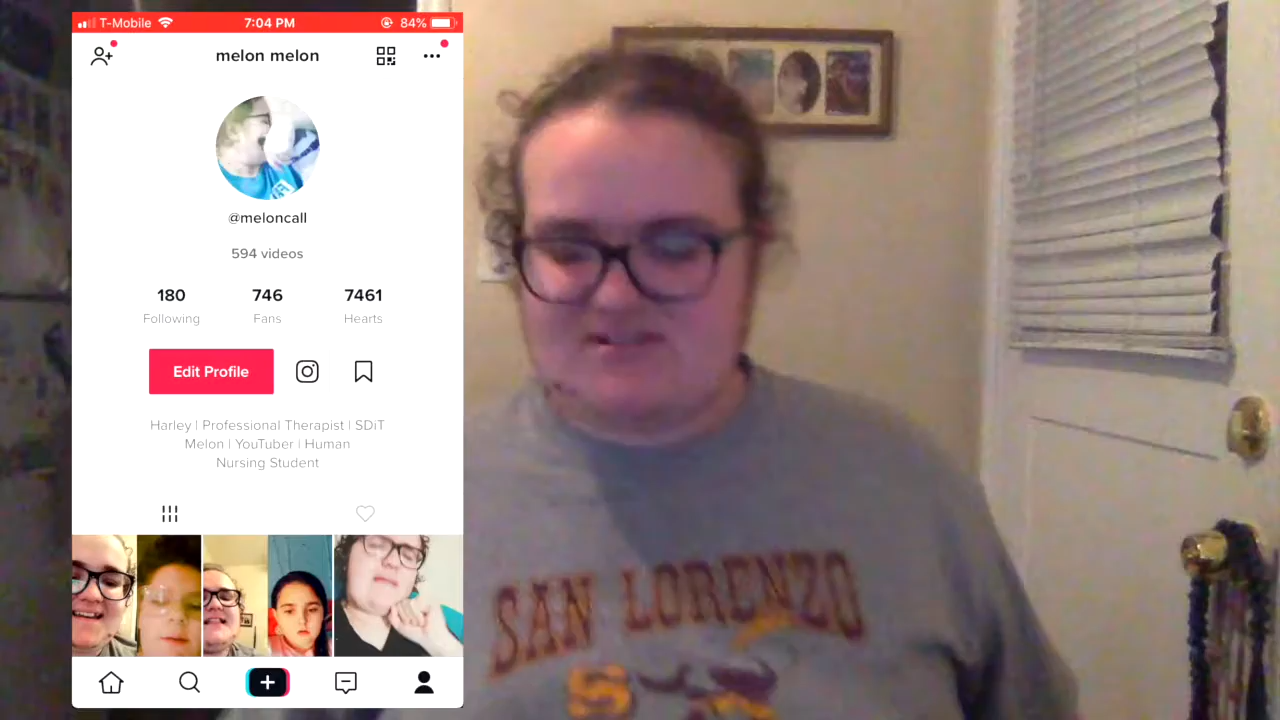 T-Mobile 7:04 PM 84%
melon melon
@meloncall
594 videos
180 746 7461
Following Fans Hearts
Edit Profile
Harley | Professional Therapist | SDiT
Melon | YouTuber | Human
Nursing Student
SAN LORENZO
S